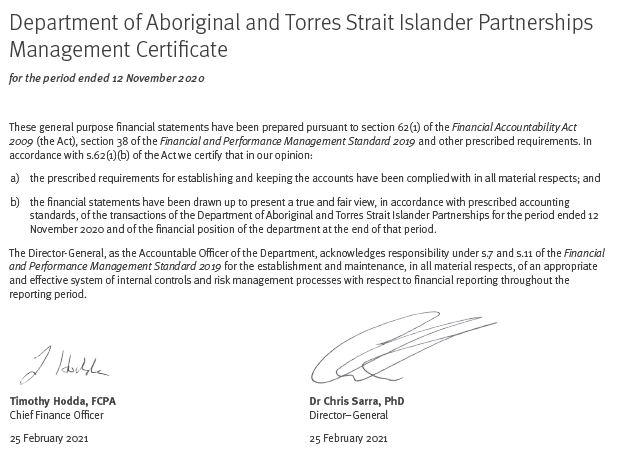 Department of Aboriginal and Torres Strait Islander Partnerships
Management Certificate
for the period ended 12 November 2020
These general purpose financial statements have been prepared pursuant to section 62(1) of the Financial Accountability Act
2009 (the Act), section 38 of the Financial and Performance Management Standard 2019 and other prescribed requirements. In
accordance with s.62(1)(b) of the Act we certify that in our opinion:
a) the prescribed requirements for establishing and keeping the accounts have been complied with in all material respects; and
b) the financial statements have been drawn up to present a true and fair view, in accordance with prescribed accounting
standards, of the transactions of the Department of Aboriginal and Torres Strait Islander Partnerships for the period ended 12
November 2020 and of the financial position of the department at the end of that period.
The Director-General, as the Accountable Officer of the Department, acknowledges responsibility under s.7 and s.11 of the Financial
and Performance Management Standard 2019 for the establishment and maintenance, in all material respects, of an appropriate
and effective system of internal controls and risk management processes with respect to financial reporting throughout the
reporting period.
T Hodda
Timothy Hodda, FCPA
Chief Finance Officer
25 February 2021
Dr Chris Sarra, PhD
Director–General
25 February 2021